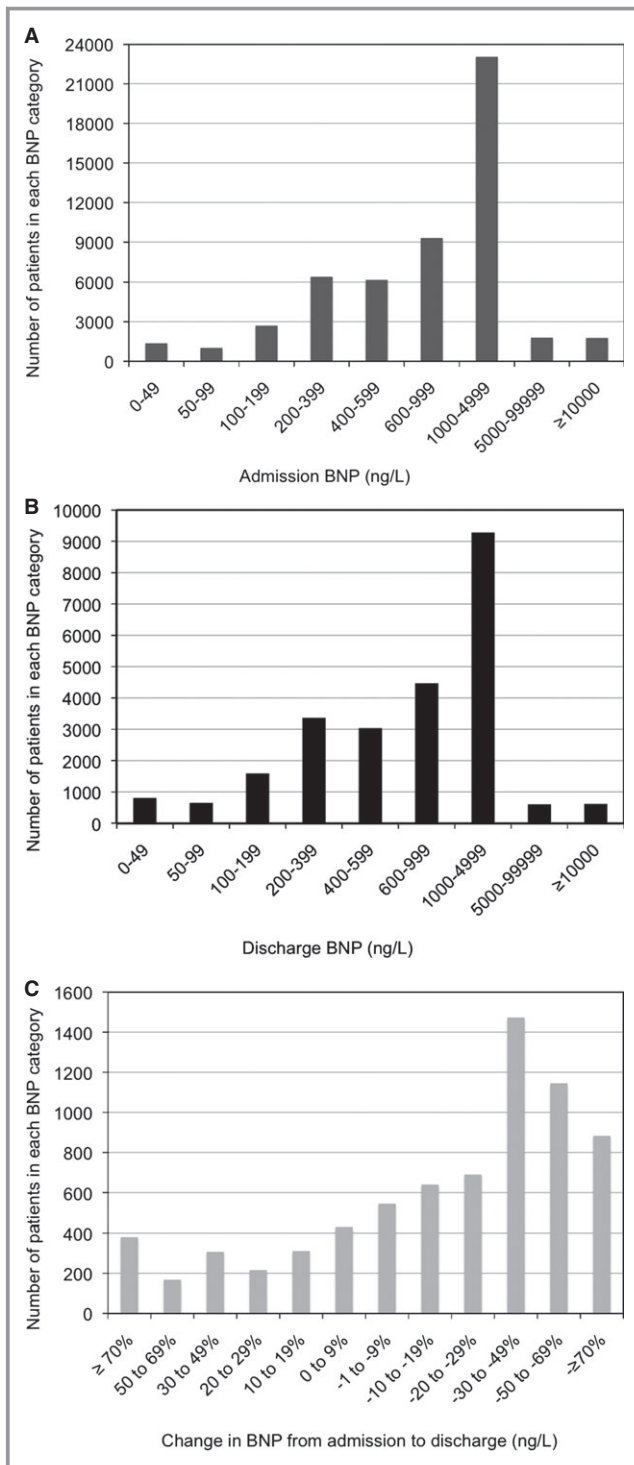 A
Number of patients in each BNP category
24000
21000
18000
15000
12000
9000
6000
3000
0
0-49
50-99
100-199
200-399
400-599
600-999
1000-4999
5000-99999
≥10000
Admission BNP (ng/L)
B
Number of patients in each BNP category
10000
9000
8000
7000
6000
5000
4000
3000
2000
1000
0
0-49
50-99
100-199
200-399
400-599
600-999
1000-4999
5000-99999
≥10000
Discharge BNP (ng/L)
C
Number of patients in each BNP category
1600
1400
1200
1000
800
600
400
200
0
≥ 70%
50 to 69%
30 to 49%
20 to 29%
10 to 19%
0 to 9%
-1 to -9%
-10 to -19%
-20 to -29%
-30 to -49%
-50 to -69%
-≥70%
Change in BNP from admission to discharge (ng/L)